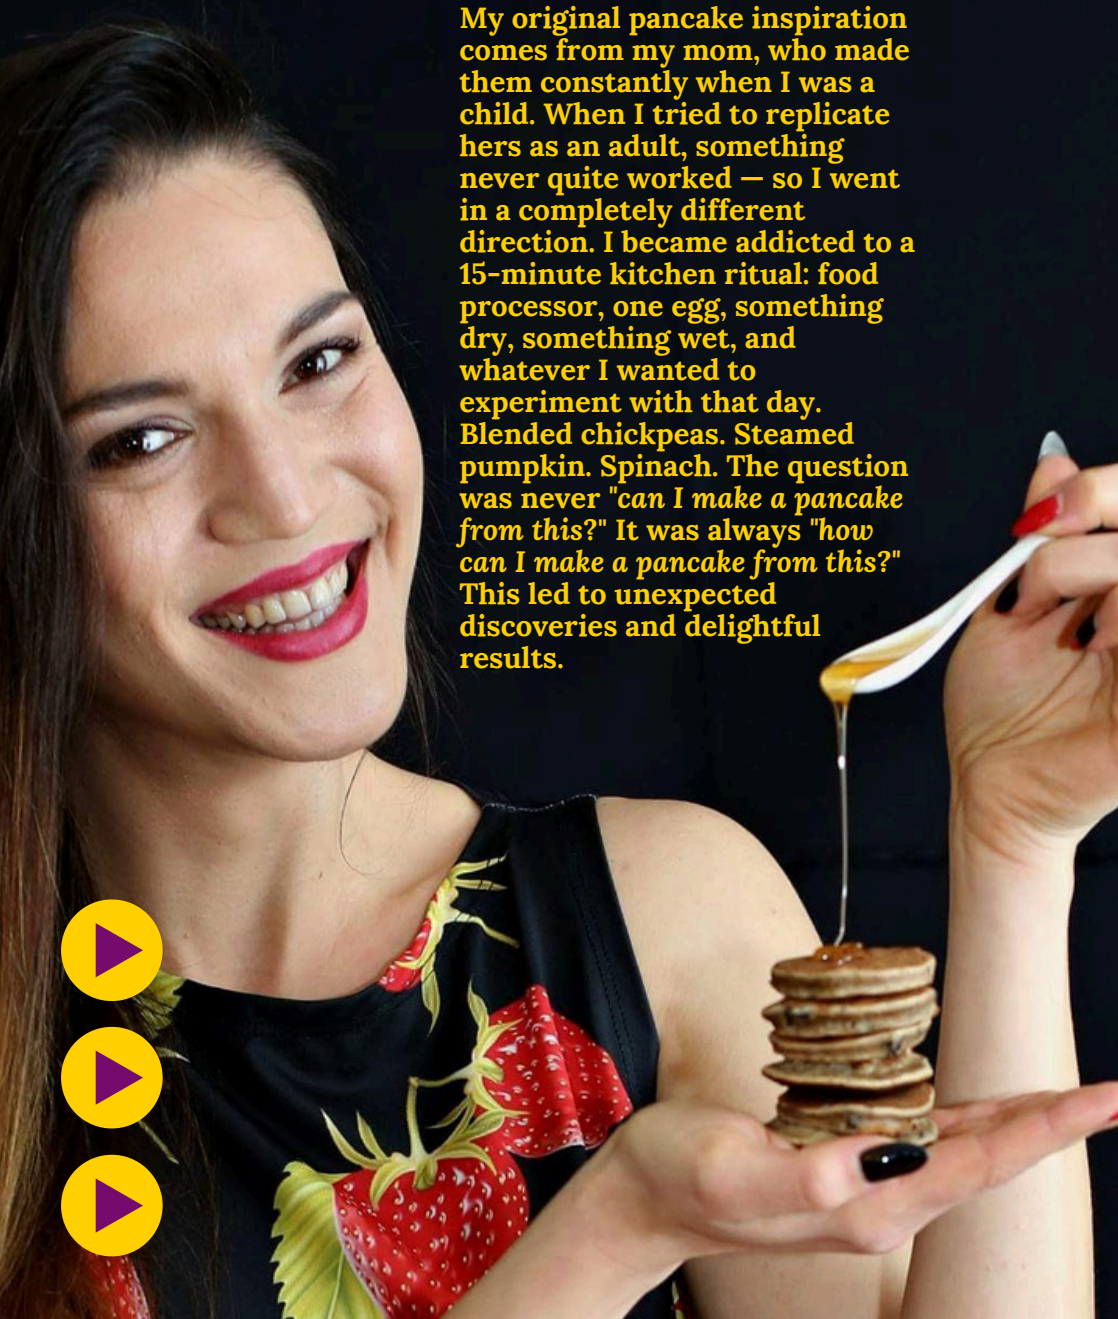 My original pancake inspiration
comes from my mom, who made
them constantly when I was a
child. When I tried to replicate
hers as an adult, something
never quite worked — so I went
in a completely different
direction. I became addicted to a
15-minute kitchen ritual: food
processor, one egg, something
dry, something wet, and
whatever I wanted to
experiment with that day.
Blended chickpeas. Steamed
pumpkin. Spinach. The question
was never "can I make a pancake
from this?" It was always "how
can I make a pancake from this?"
This led to unexpected
discoveries and delightful
results.